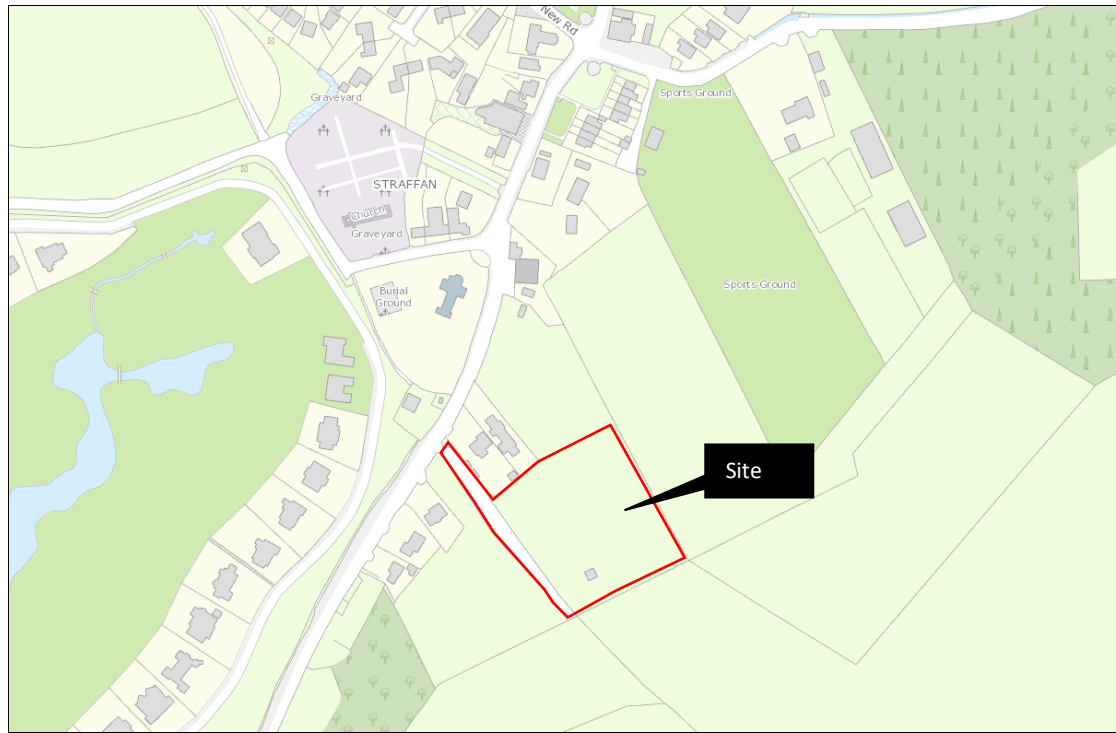 New Rd
Graveyard
Sports Ground
STRAFFAN
Church
Graveyard
Burial
Ground
Sports Ground
Site